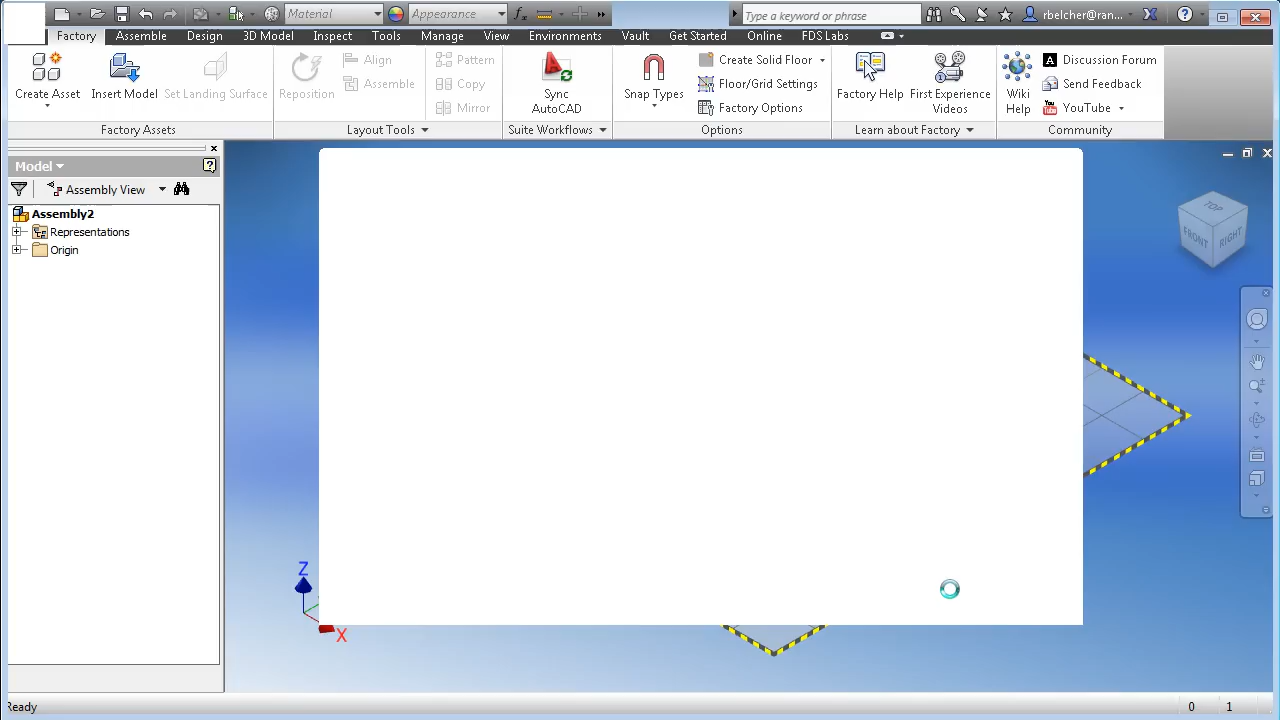 Material
Appearance
Type a keyword or phrase
rbelcher@ran...
Factory
Assemble
Design
3D Model
Inspect
Tools
Manage
View
Environments
Vault
Get Started
Online
FDS Labs
Create Asset
Insert Model
Set Landing Surface
Reposition
Align
Assemble
Pattern
Copy
Mirror
Sync
AutoCAD
Snap Types
Create Solid Floor
Floor/Grid Settings
Factory Options
Factory Help
First Experience
Videos
Wiki
Help
Discussion Forum
Send Feedback
YouTube
Factory Assets
Layout Tools
Suite Workflows
Options
Learn about Factory
Community
Model
Assembly View
Assembly2
Representations
Origin
TOP
FRONT
RIGHT
Z
X
Ready
0
1